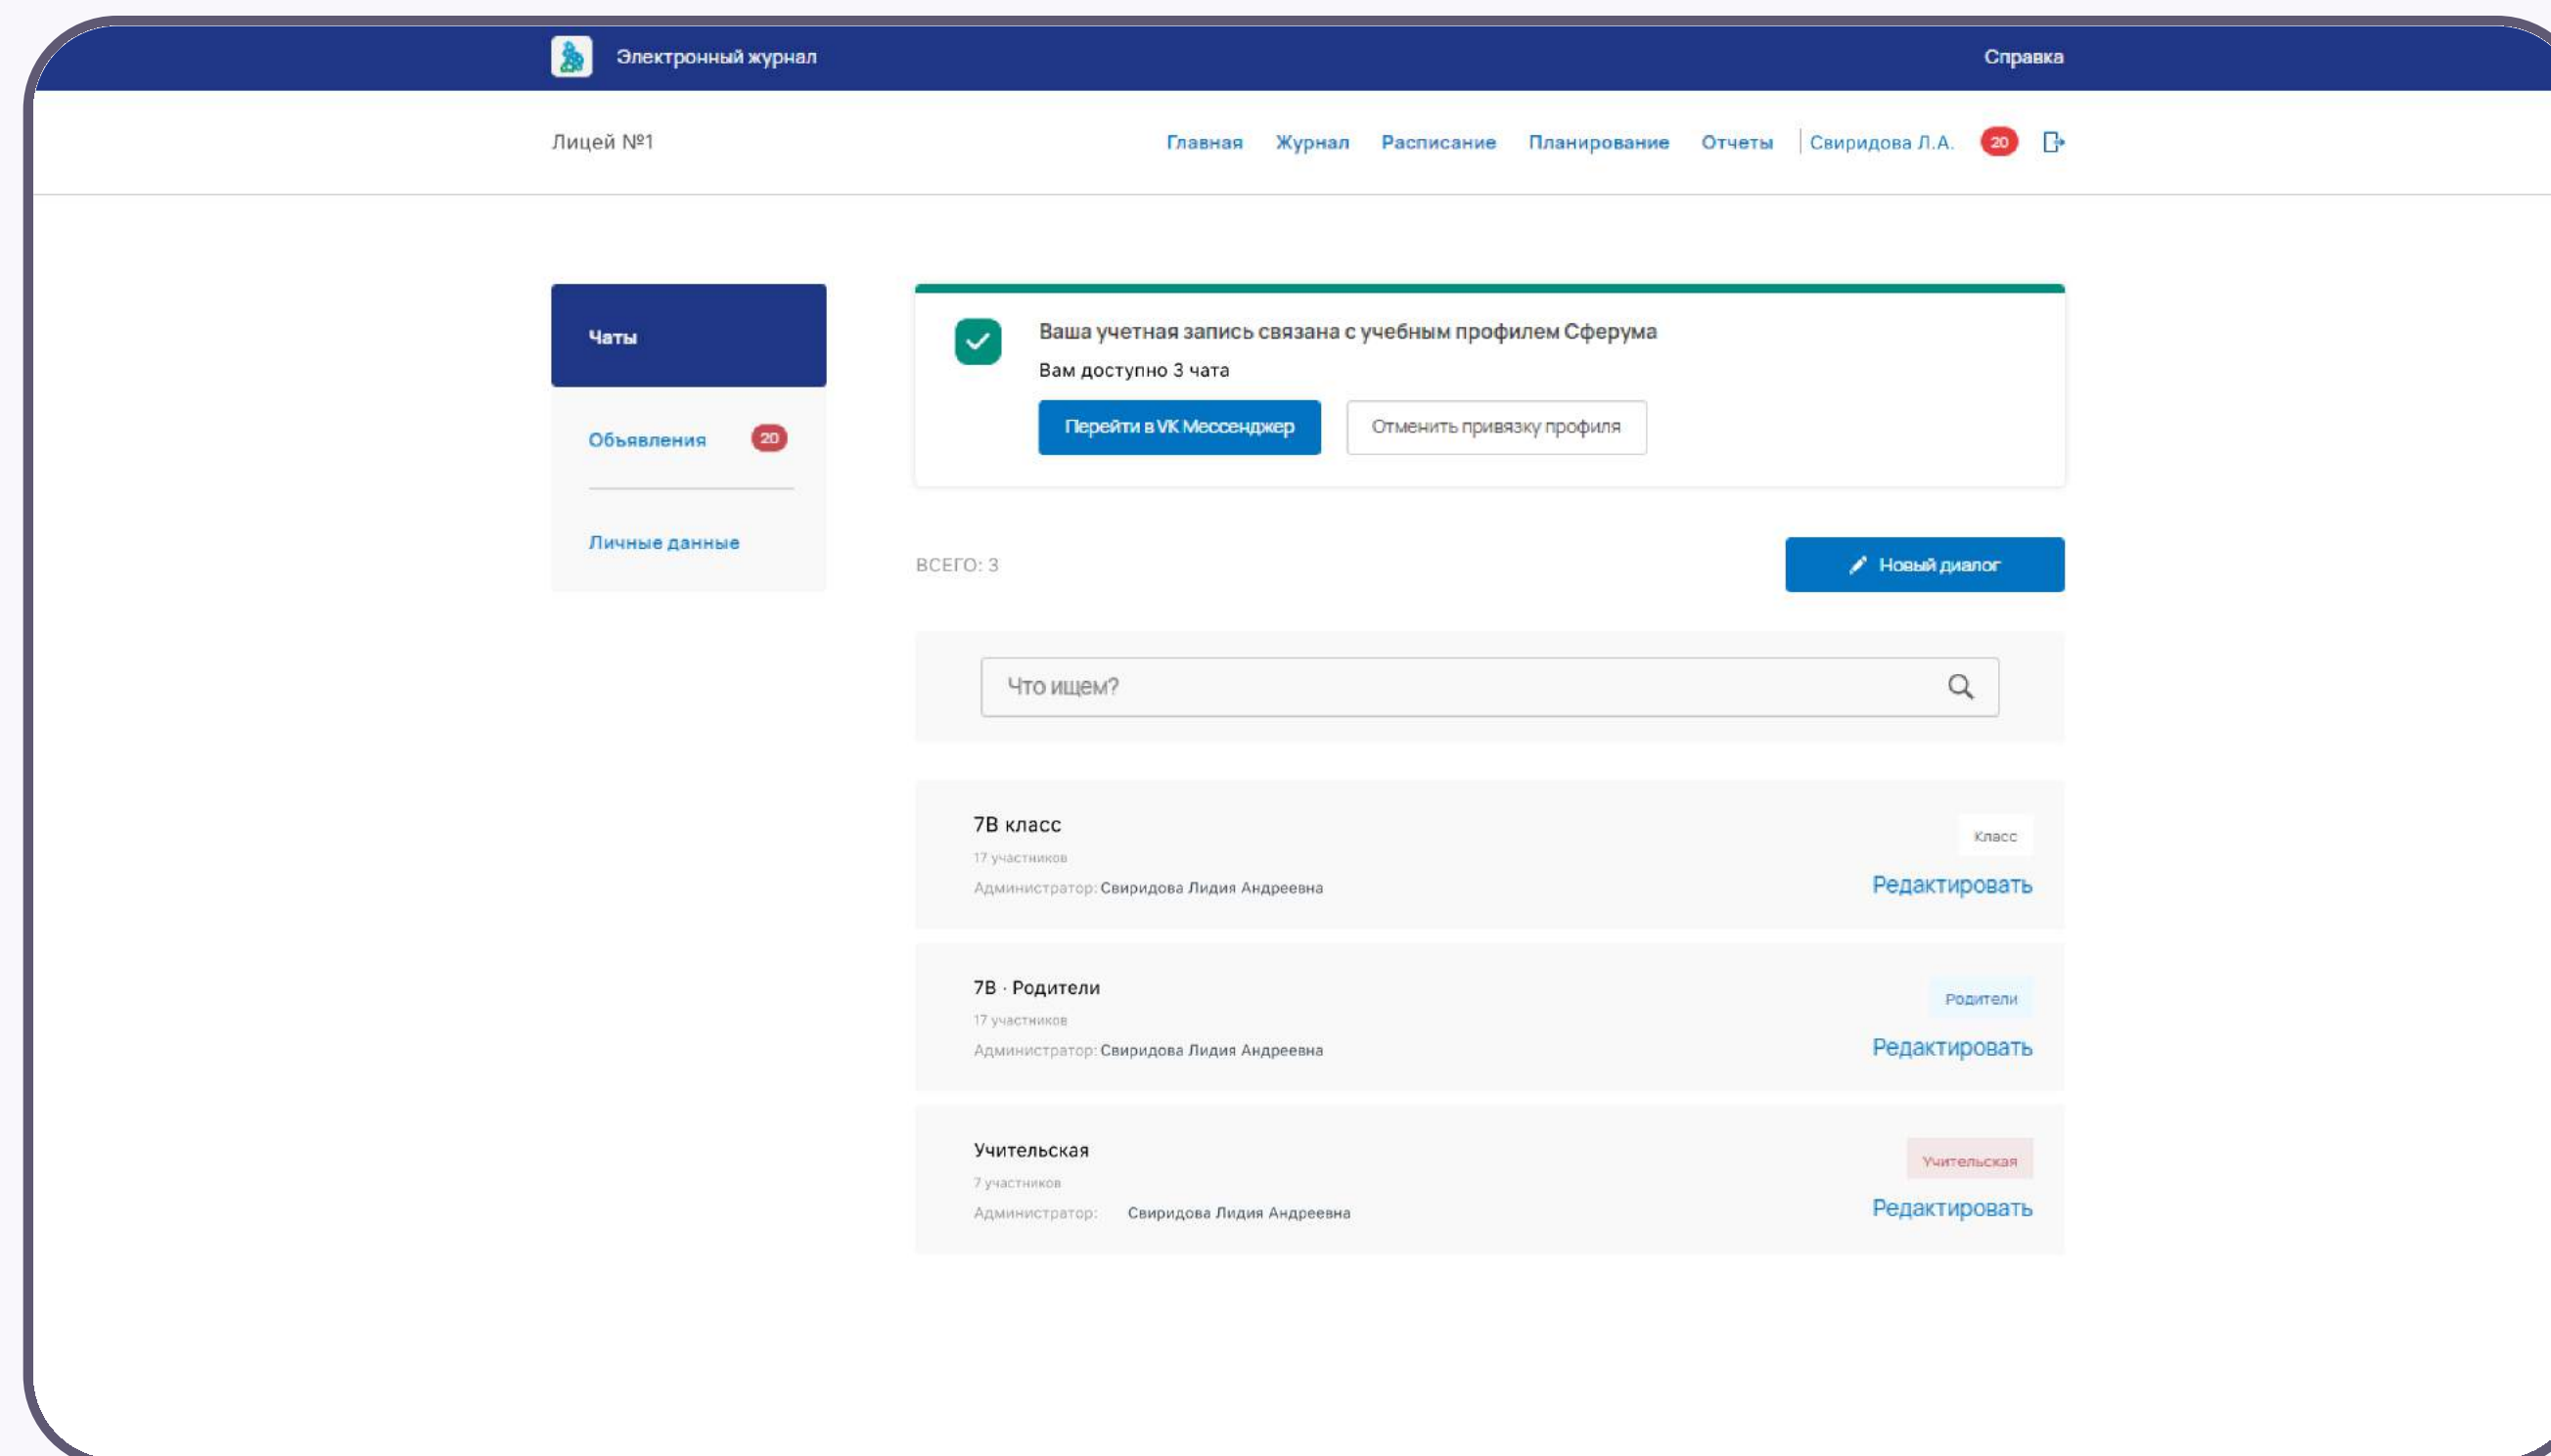 Электронный журнал
Справка
Лицей №1
Главная Журнал Расписание Планирование Отчеты Свиридова Л.А. 20
Чаты
Объявления 20
Личные данные
Ваша учетная запись связана с учебным профилем Сферума
Вам доступно 3 чата
Перейти в VK Мессенджер
Отменить привязку профиля
ВСЕГО: 3
Новый диалог
Что ищем?
7В класс
17 участников
Администратор: Свиридова Лидия Андреевна
Класс
Редактировать
7В · Родители
17 участников
Администратор: Свиридова Лидия Андреевна
Родители
Редактировать
Учительская
7 участников
Администратор: Свиридова Лидия Андреевна
Учительская
Редактировать